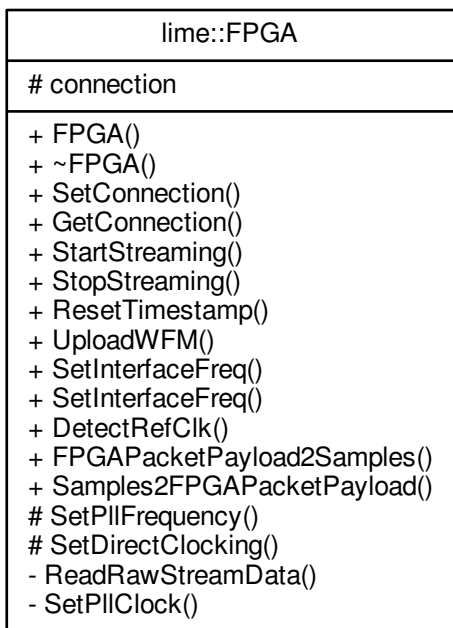 lime::FPGA
# connection
+ FPGA()
+ ~FPGA()
+ SetConnection()
+ GetConnection()
+ StartStreaming()
+ StopStreaming()
+ ResetTimestamp()
+ UploadWFM()
+ SetInterfaceFreq()
+ SetInterfaceFreq()
+ DetectRefClk()
+ FPGAPacketPayload2Samples()
+ Samples2FPGAPacketPayload()
# SetPllFrequency()
# SetDirectClocking()
- ReadRawStreamData()
- SetPllClock()